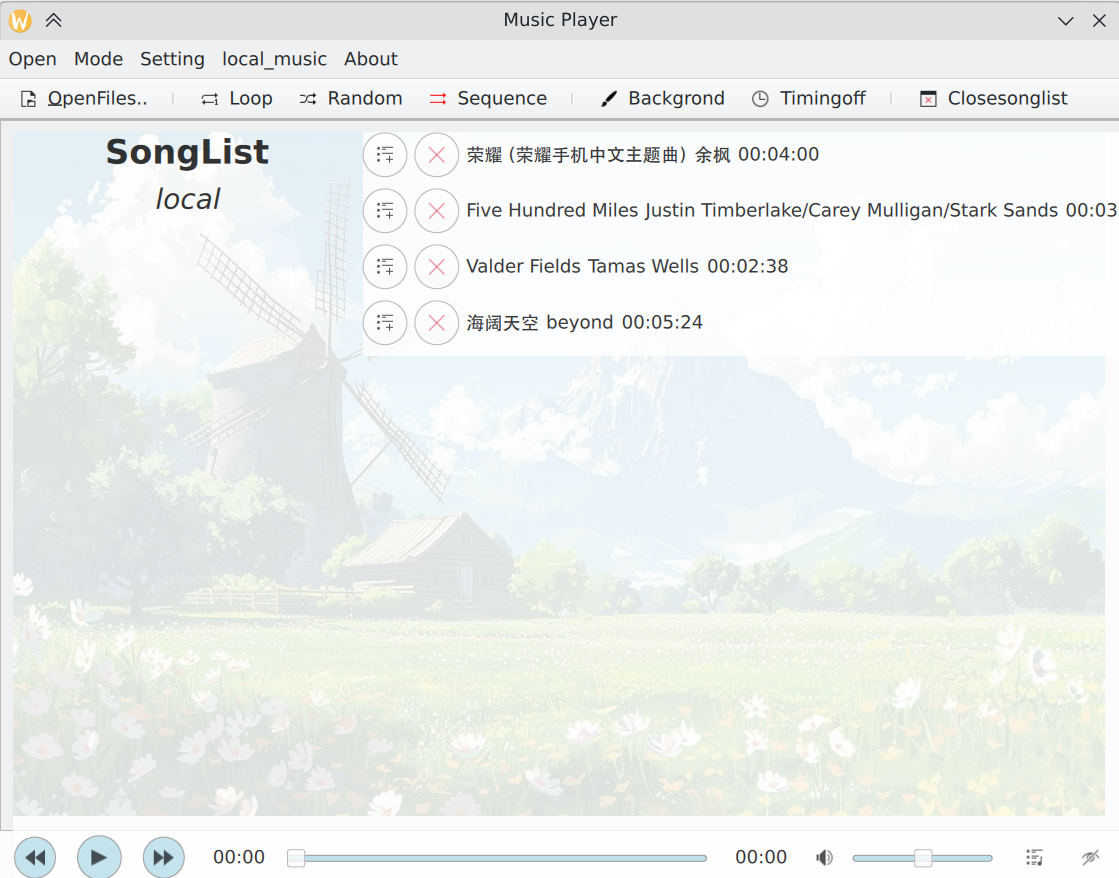 Music Player
Open Mode Setting local_music About
OpenFiles.. Loop Random Sequence Backgrond Timingoff Closesonglist
SongList
local
荣耀 (荣耀手机中文主题曲) 余枫 00:04:00
Five Hundred Miles Justin Timberlake/Carey Mulligan/Stark Sands 00:03
Valder Fields Tamas Wells 00:02:38
海阔天空 beyond 00:05:24
00:00 00:00